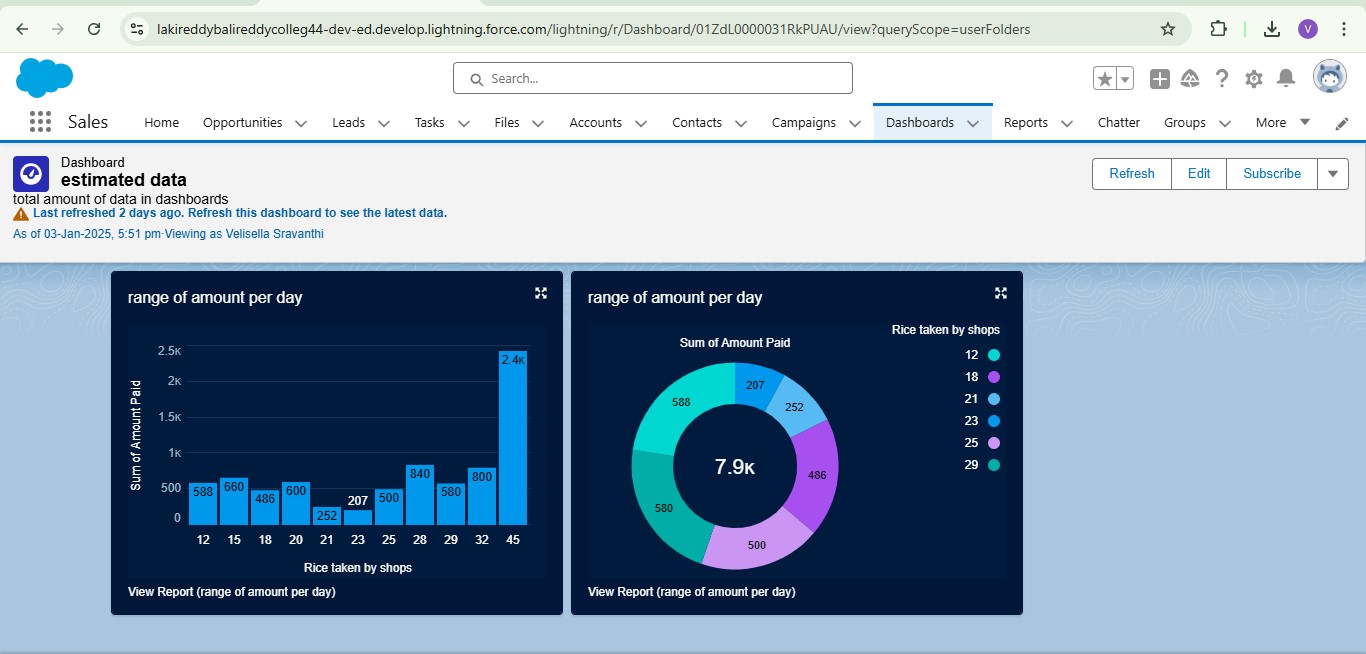 lakireddybalireddycolleg44-dev-ed.develop.lightning.force.com/lightning/r/Dashboard/01ZdL0000031RkPUAU/view?queryScope=userFolders
V
Search...
Sales
Home
Opportunities
Leads
Tasks
Files
Accounts
Contacts
Campaigns
Dashboards
Reports
Chatter
Groups
More
Dashboard
estimated data
total amount of data in dashboards
Last refreshed 2 days ago. Refresh this dashboard to see the latest data.
As of 03-Jan-2025, 5:51 pm·Viewing as Velisella Sravanthi
Refresh
Edit
Subscribe
range of amount per day
Sum of Amount Paid
2.5K
2K
1.5K
1K
500
0
588
660
486
600
252
207
500
840
580
800
2.4K
12
15
18
20
21
23
25
28
29
32
45
Rice taken by shops
View Report (range of amount per day)
range of amount per day
Sum of Amount Paid
207
252
486
500
580
588
7.9K
Rice taken by shops
12
18
21
23
25
29
View Report (range of amount per day)